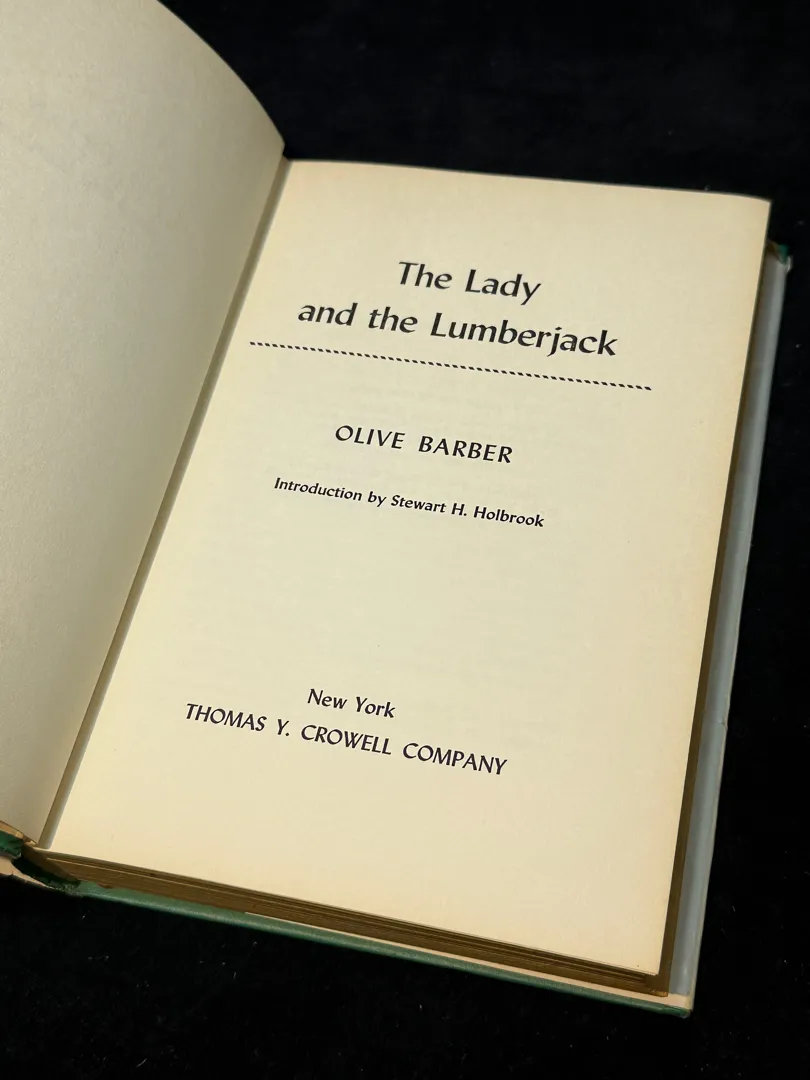 The Lady
and the Lumberjack
OLIVE BARBER
Introduction by Stewart H. Holbrook
New York
THOMAS Y. CROWELL COMPANY